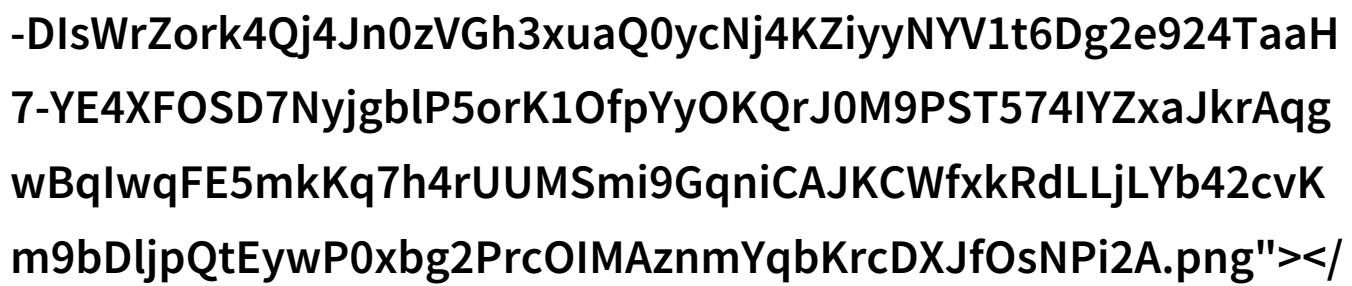 -DIsWrZork4Qj4Jn0zVGh3xuaQ0ycNj4KZiyyNYV1t6Dg2e924TaaH
7-YE4XFOSD7NyjgblP5orK1OfpYyOKQrJ0M9PST574IYZxaJkrAqg
wBqIwqFE5mkKq7h4rUUMSmi9GqniCAJKCWfxkRdLLjLYb42cvK
m9bDljpQtEywP0xbg2PrcOIMAznmYqbKrcDXJfOsNPi2A.png"></